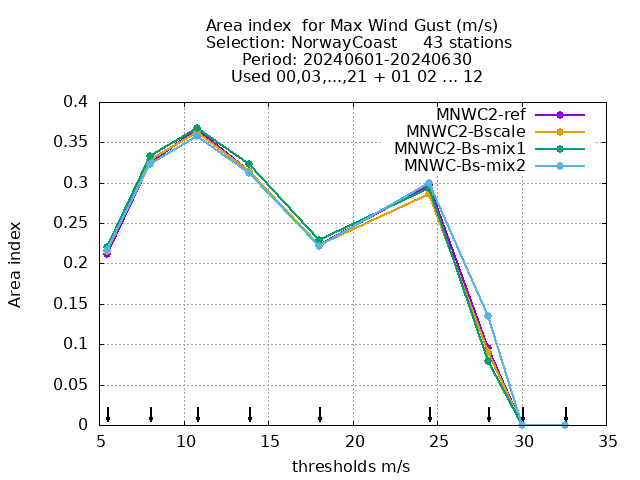 Area index  for Max Wind Gust (m/s)
Selection: NorwayCoast     43 stations
Period: 20240601-20240630
Used 00,03,...,21 + 01 02 ... 12
MNWC2-ref
MNWC2-Bscale
MNWC2-Bs-mix1
MNWC-Bs-mix2
Area index
0.4
0.35
0.3
0.25
0.2
0.15
0.1
0.05
0
5 10 15 20 25 30 35
thresholds m/s